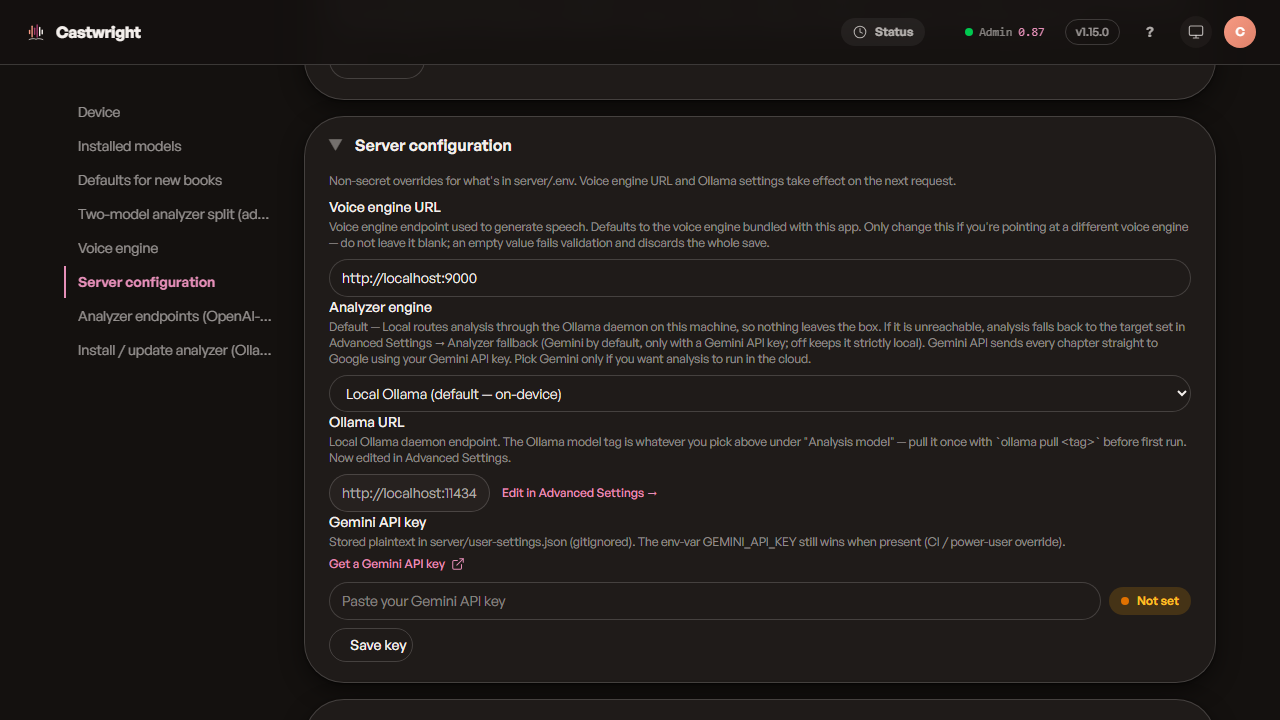 Castwright
Status
Admin 0.87
v1.15.0
?
C
Device
Installed models
Defaults for new books
Two-model analyzer split (ad...
Voice engine
Server configuration
Analyzer endpoints (OpenAI-...
Install / update analyzer (Olla...
Server configuration
Non-secret overrides for what's in server/.env. Voice engine URL and Ollama settings take effect on the next request.
Voice engine URL
Voice engine endpoint used to generate speech. Defaults to the voice engine bundled with this app. Only change this if you're pointing at a different voice engine
— do not leave it blank; an empty value fails validation and discards the whole save.
http://localhost:9000
Analyzer engine
Default — Local routes analysis through the Ollama daemon on this machine, so nothing leaves the box. If it is unreachable, analysis falls back to the target set in
Advanced Settings → Analyzer fallback (Gemini by default, only with a Gemini API key; off keeps it strictly local). Gemini API sends every chapter straight to
Google using your Gemini API key. Pick Gemini only if you want analysis to run in the cloud.
Local Ollama (default — on-device)
Ollama URL
Local Ollama daemon endpoint. The Ollama model tag is whatever you pick above under "Analysis model" — pull it once with `ollama pull <tag>` before first run.
Now edited in Advanced Settings.
http://localhost:11434
Edit in Advanced Settings →
Gemini API key
Stored plaintext in server/user-settings.json (gitignored). The env-var GEMINI_API_KEY still wins when present (CI / power-user override).
Get a Gemini API key
Paste your Gemini API key
Not set
Save key